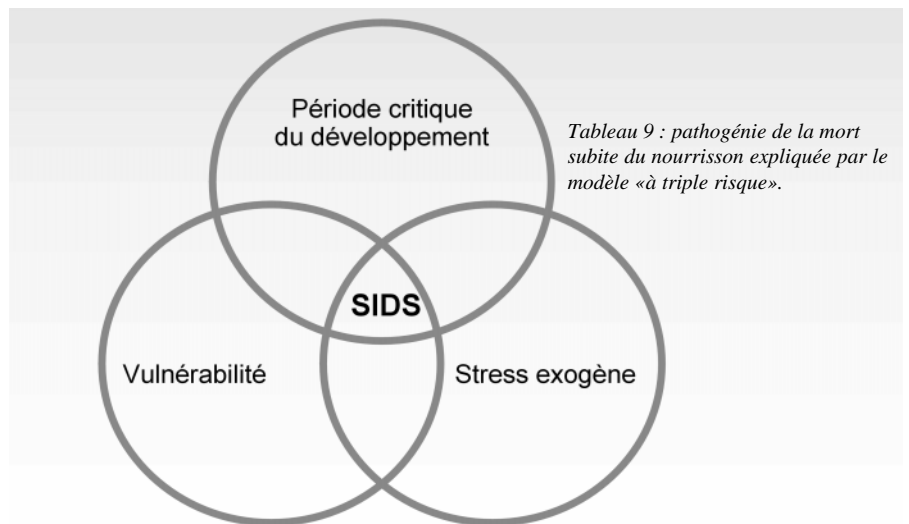 Période critique
du développement
Tableau 9 : pathogénie de la mort
subite du nourrisson expliquée par le
modèle «à triple risque».
SIDS
Vulnérabilité
Stress exogène